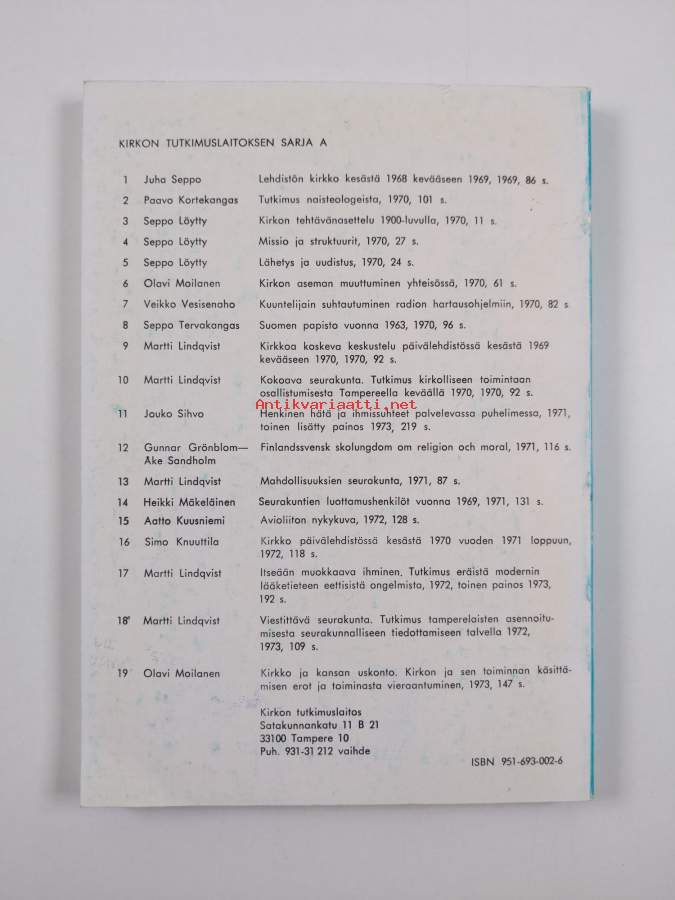 KIRKON TUTKIMUSLAITOKSEN SARJA A
1 Juha Seppo Lehdistön kirkko kesästä 1968 kevääseen 1969, 1969, 86 s.
2 Paavo Kortekangas Tutkimus naisteologeista, 1970, 101 s.
3 Seppo Löytty Kirkon tehtävänasettelu 1900-luvulla, 1970, 11 s.
4 Seppo Löytty Missio ja struktuurit, 1970, 27 s.
5 Seppo Löytty Lähetys ja uudistus, 1970, 24 s.
6 Olavi Moilanen Kirkon aseman muuttuminen yhteisössä, 1970, 61 s.
7 Veikko Vesisenaho Kuuntelijain suhtautuminen radion hartausohjelmiin, 1970, 82 s.
8 Seppo Tervakangas Suomen papisto vuonna 1963, 1970, 96 s.
9 Martti Lindqvist Kirkkoa koskeva keskustelu päivälehdistössä kesästä 1969
kevääseen 1970, 1970, 92 s.
10 Martti Lindqvist Kokoava seurakunta. Tutkimus kirkolliseen toimintaan
osallistumisesta Tampereella keväällä 1970, 1970, 92 s.
Antikvariaatti.net
11 Jouko Sihvo Henkinen hätä ja ihmissuhteet palvelevassa puhelimessa, 1971,
toinen lisätty painos 1973, 219 s.
12 Gunnar Grönblom— Finlandssvensk skolungdom om religion och moral, 1971, 116 s.
Åke Sandholm
13 Martti Lindqvist Mahdollisuuksien seurakunta, 1971, 87 s.
14 Heikki Mäkeläinen Seurakuntien luottamushenkilöt vuonna 1969, 1971, 131 s.
15 Aatto Kuusniemi Avioliiton nykykuva, 1972, 128 s.
16 Simo Knuuttila Kirkko päivälehdistössä kesästä 1970 vuoden 1971 loppuun,
1972, 118 s.
17 Martti Lindqvist Itseään muokkaava ihminen. Tutkimus eräistä modernin
lääketieteen eettisistä ongelmista, 1972, toinen painos 1973,
192 s.
18 Martti Lindqvist Viestittävä seurakunta. Tutkimus tamperelaisten asennoitu-
misesta seurakunnalliseen tiedottamiseen talvella 1972,
1973, 109 s.
19 Olavi Moilanen Kirkko ja kansan uskonto. Kirkon ja sen toiminnan käsittä-
misen erot ja toiminasta vieraantuminen, 1973, 147 s.
Kirkon tutkimuslaitos
Satakunnankatu 11 B 21
33100 Tampere 10
Puh. 931-31 212 vaihde
ISBN 951-693-002-6